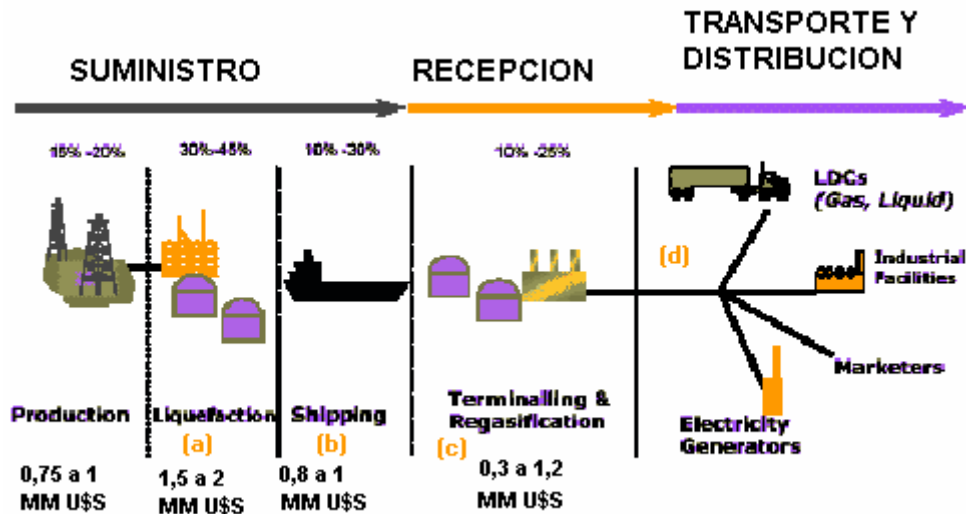 SUMINISTRO
RECEPCION
TRANSPORTE Y
DISTRIBUCION
15% -20%
30%-45%
10% -30%
10% -25%
LDCs
(Gas, Liquid)
(d)
Industrial
Facilities
Marketers
Electricity
Generators
Production
Liquefaction
(a)
Shipping
(b)
Terminalling &
Regasification
(c)
0,75 a 1
MM U$S
1,5 a 2
MM U$S
0,8 a 1
MM U$S
0,3 a 1,2
MM U$S